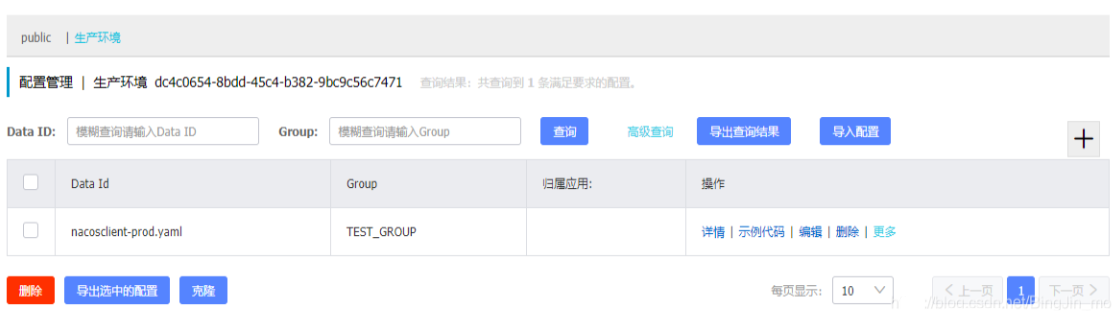 public | 生产环境
配置管理 | 生产环境 dc4c0654-8bdd-45c4-b382-9bc9c56c7471 查询结果：共查询到 1 条满足要求的配置。
Data ID: 模糊查询请输入Data ID Group: 模糊查询请输入Group 查询 高级查询 导出查询结果 导入配置 +
Data Id Group 归属应用: 操作
nacosclient-prod.yaml TEST_GROUP 详情 | 示例代码 | 编辑 | 删除 | 更多
删除 导出选中的配置 克隆 每页显示: 10 < 上一页 1 下一页 >
://blog.csdn.net/BingJin_mo